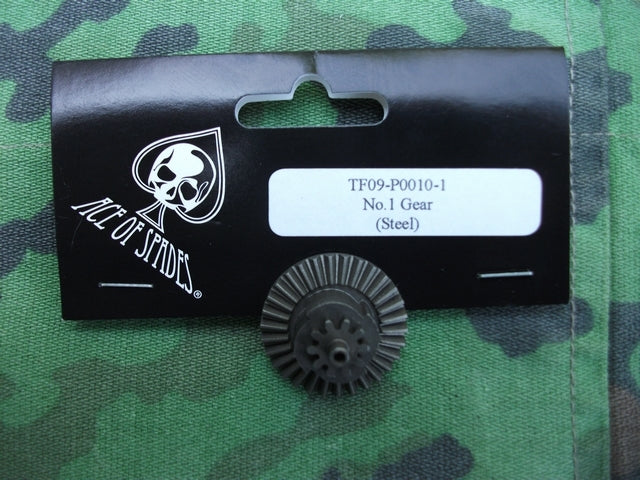 ACE OF SPADES®
TF09-P0010-1
No.1 Gear
(Steel)